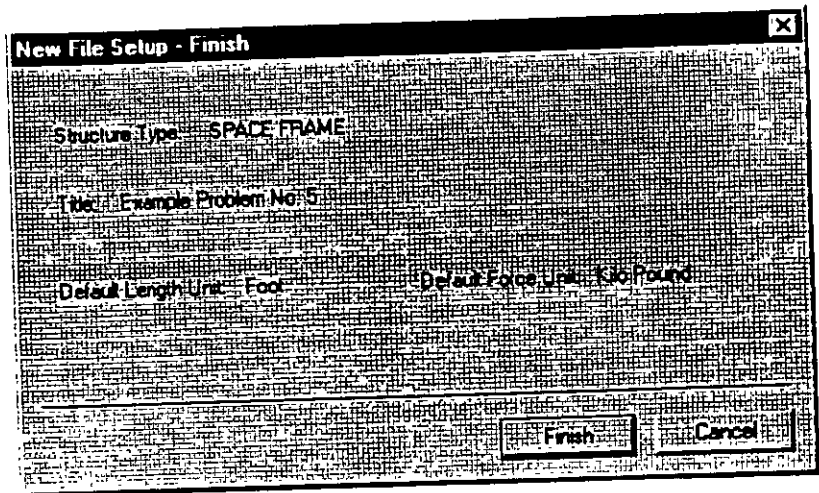 New File Setup - Finish
Structure Type: SPACE FRAME
Title: Example Problem No: 5
Default Length Unit: Foot
Default Force Unit: Kilo Pound
Finish
Cancel